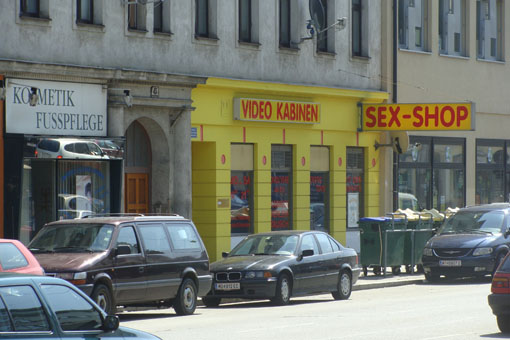 KOSMETIK
FUSSPFLEGE
VIDEO KABINEN
SEX-SHOP